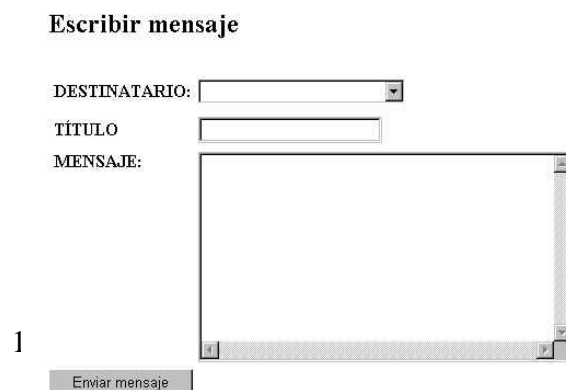 Escribir mensaje
DESTINATARIO:
TÍTULO
MENSAJE:
1
Enviar mensaje